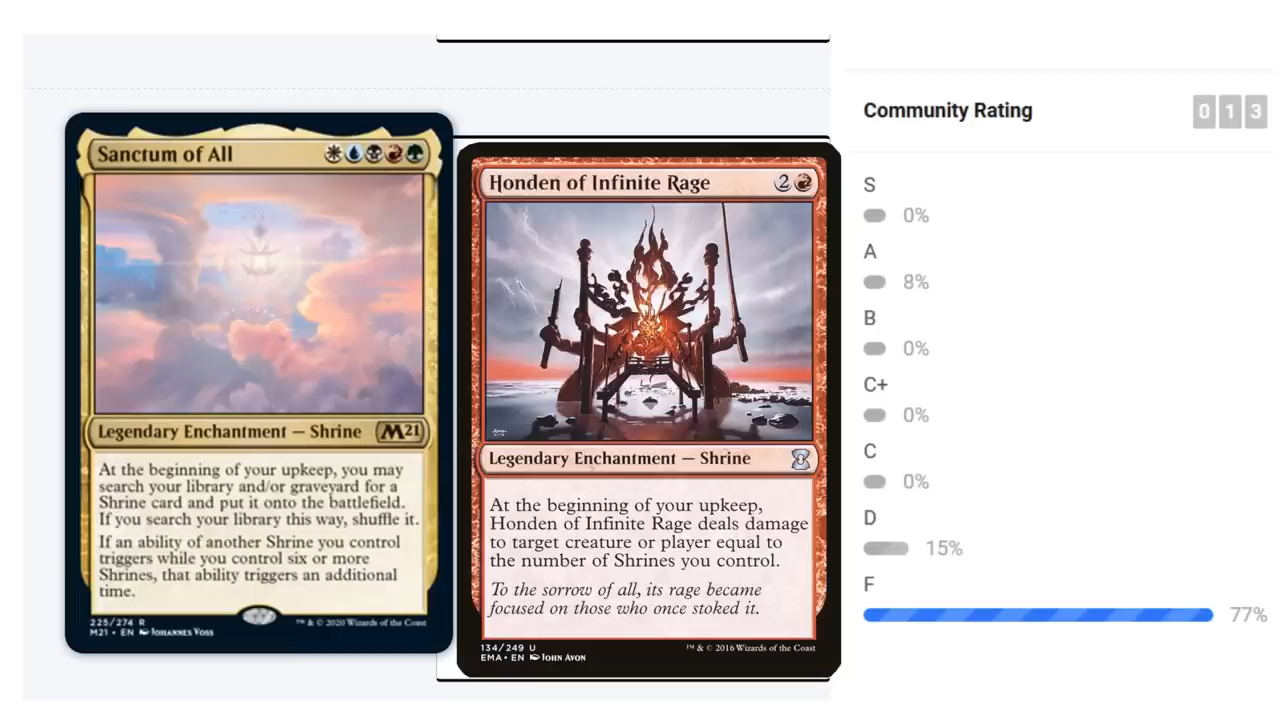 Sanctum of All
Legendary Enchantment — Shrine M21
At the beginning of your upkeep, you may
search your library and/or graveyard for a
Shrine card and put it onto the battlefield.
If you search your library this way, shuffle it.
If an ability of another Shrine you control
triggers while you control six or more
Shrines, that ability triggers an additional
time.
225/274 R
M21 • EN JOHANNES VOSS
™ & © 2020 Wizards of the Coast
Honden of Infinite Rage 2
Legendary Enchantment — Shrine
At the beginning of your upkeep,
Honden of Infinite Rage deals damage
to target creature or player equal to
the number of Shrines you control.
To the sorrow of all, its rage became
focused on those who once stoked it.
134/249 U
EMA • EN JOHN AVON
™ & © 2016 Wizards of the Coast
Community Rating 0 1 3
S
0%
A
8%
B
0%
C+
0%
C
0%
D
15%
F
77%